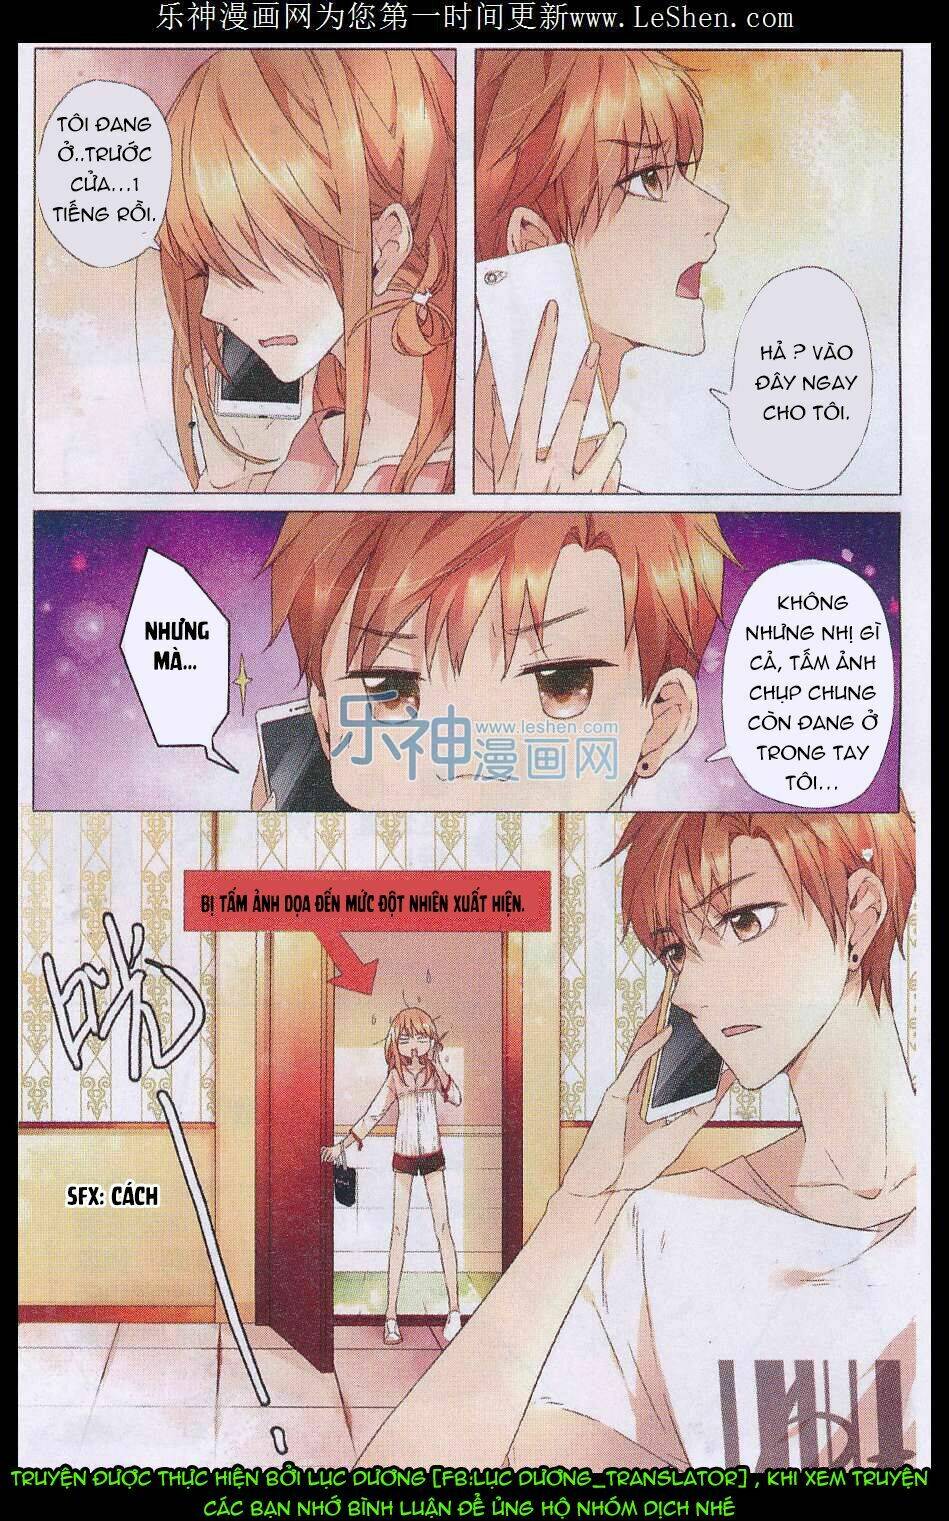 乐神漫画网为您第一时间更新www.LeShen.com
TÔI ĐANG
Ở..TRƯỚC
CỬA...1
TIẾNG RỒI.
HẢ ? VÀO
ĐÂY NGAY
CHO TÔI.
NHƯNG
MÀ...
KHÔNG
NHƯNG NHỊ GÌ
CẢ, TẤM ẢNH
CHỤP CHUNG
CÒN ĐANG Ở
TRONG TAY
TÔI...
乐神漫画网
www.leshen.com
BỊ TẤM ẢNH DỌA ĐẾN MỨC ĐỘT NHIÊN XUẤT HIỆN.
SFX: CÁCH
TRUYỆN ĐƯỢC THỰC HIỆN BỞI LỤC DƯƠNG [FB:LỤC DƯƠNG_TRANSLATOR] , KHI XEM TRUYỆN
CÁC BẠN NHỚ BÌNH LUẬN ĐỂ ỦNG HỘ NHÓM DỊCH NHÉ